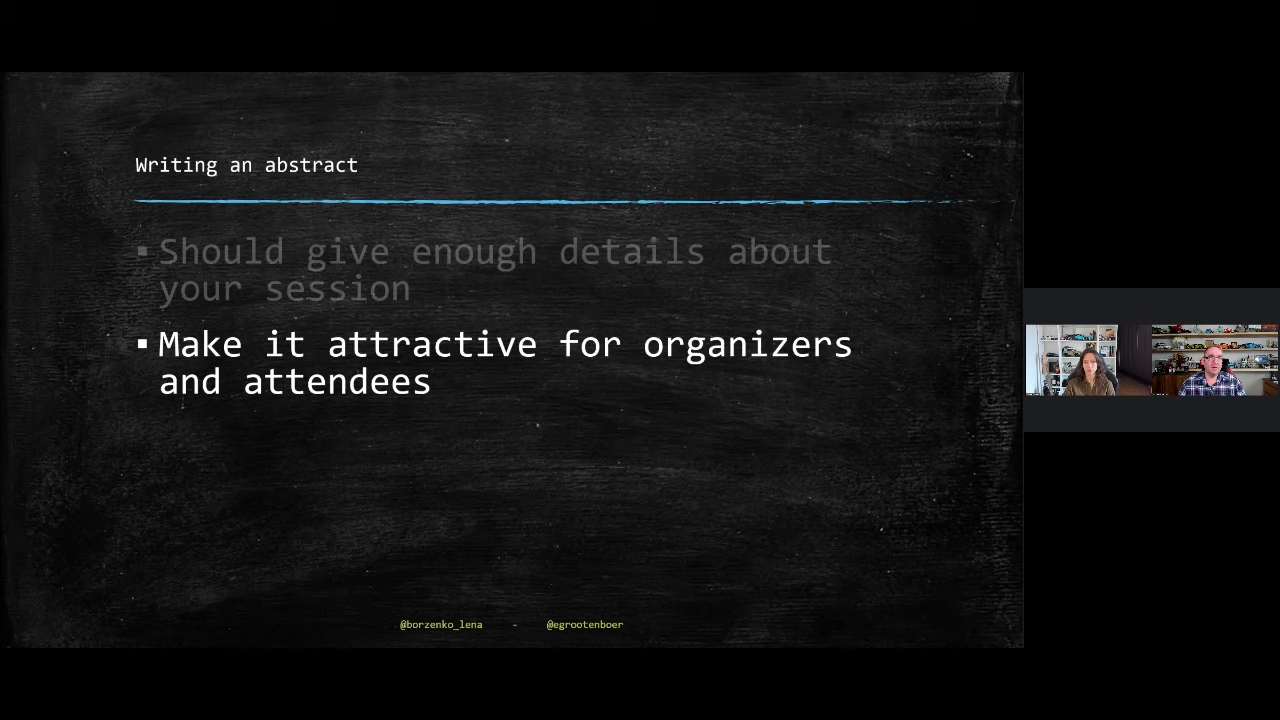 Writing an abstract
▪ Should give enough details about
your session
▪ Make it attractive for organizers
and attendees
@borzenko_lena - @egrootenboer